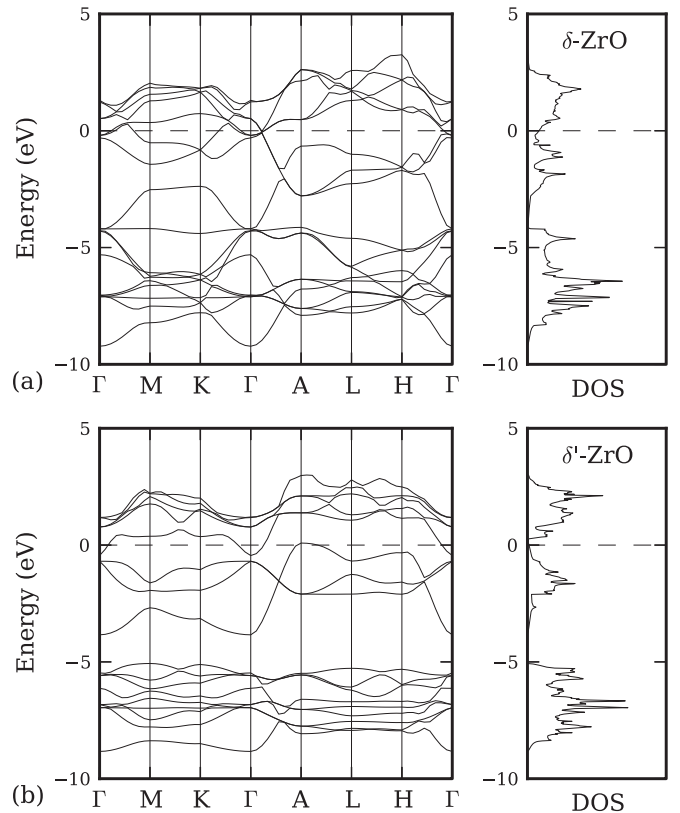 5
0
−5
−10
Energy (eV)
(a)
Γ M K Γ A L H Γ
5
0
−5
−10
δ-ZrO
DOS
5
0
−5
−10
Energy (eV)
(b)
Γ M K Γ A L H Γ
5
0
−5
−10
δ'-ZrO
DOS